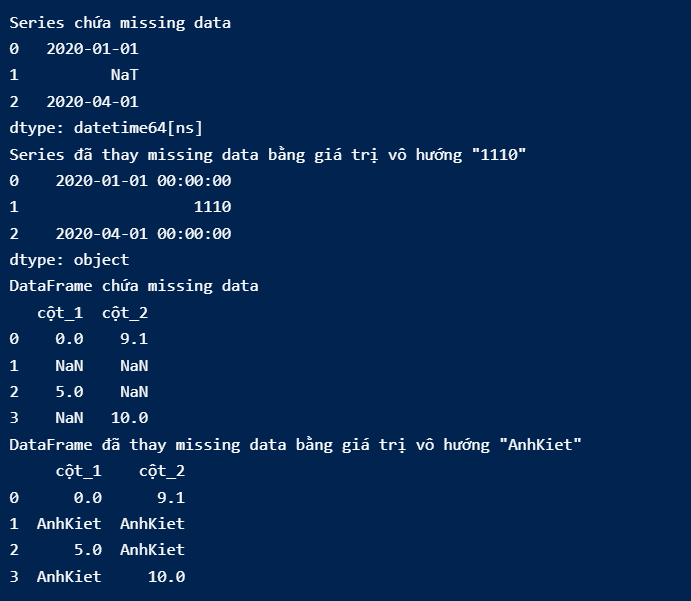 Series chứa missing data
0   2020-01-01
1          NaT
2   2020-04-01
dtype: datetime64[ns]
Series đã thay missing data bằng giá trị vô hướng "1110"
0    2020-01-01 00:00:00
1                   1110
2    2020-04-01 00:00:00
dtype: object
DataFrame chứa missing data
   cột_1  cột_2
0    0.0    9.1
1    NaN    NaN
2    5.0    NaN
3    NaN   10.0
DataFrame đã thay missing data bằng giá trị vô hướng "AnhKiet"
     cột_1    cột_2
0      0.0      9.1
1  AnhKiet  AnhKiet
2      5.0  AnhKiet
3  AnhKiet     10.0